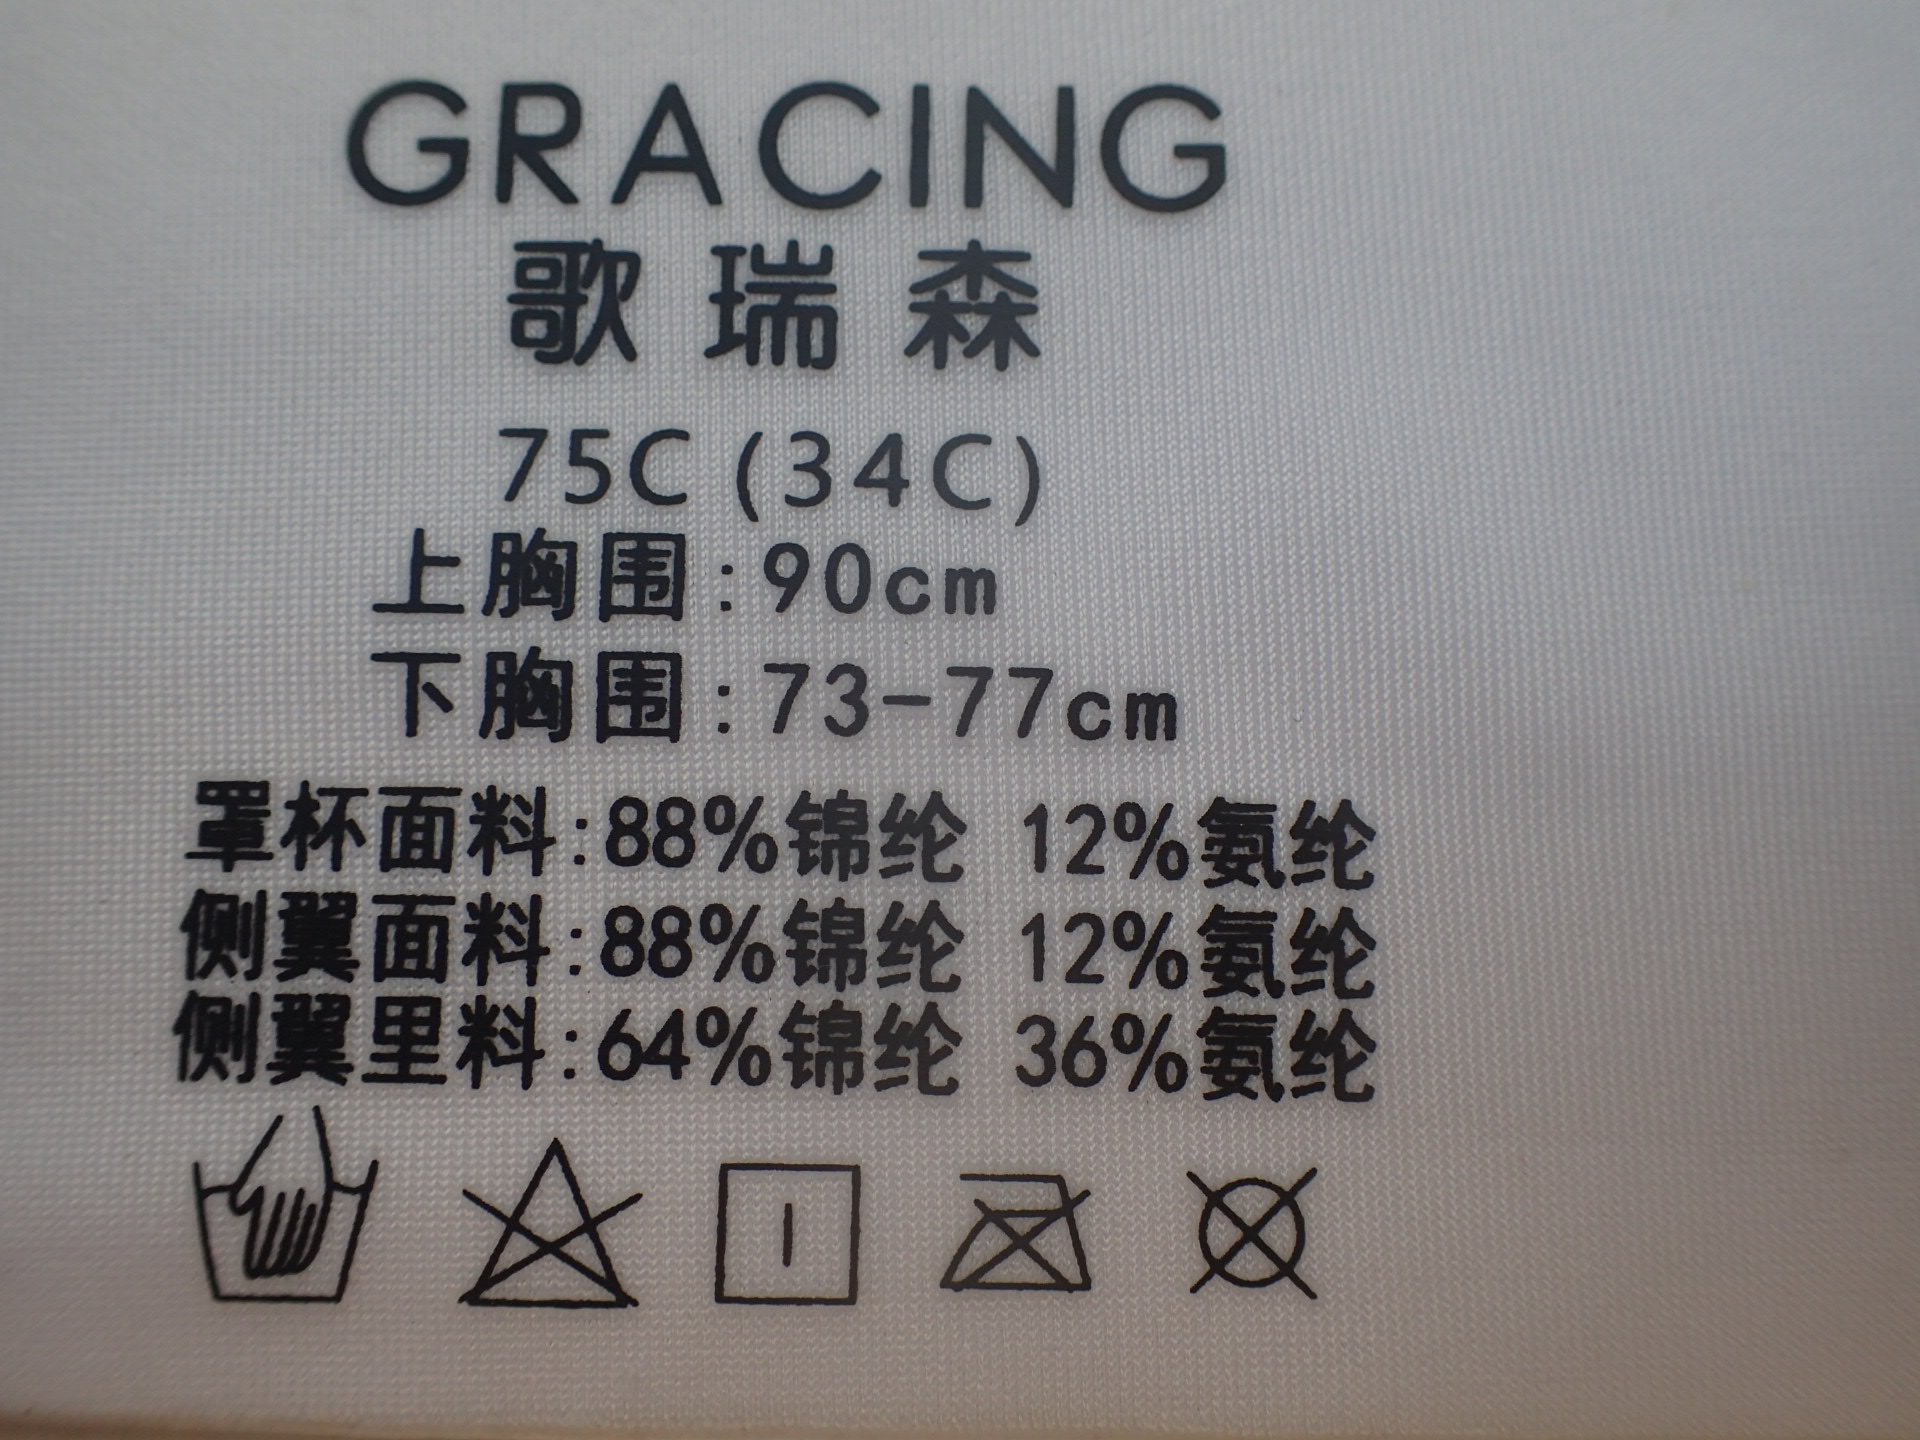 GRACING
歌瑞森
75C (34C)
上胸围:90cm
下胸围:73-77cm
罩杯面料:88%锦纶 12%氨纶
侧翼面料:88%锦纶 12%氨纶
侧翼里料:64%锦纶 36%氨纶